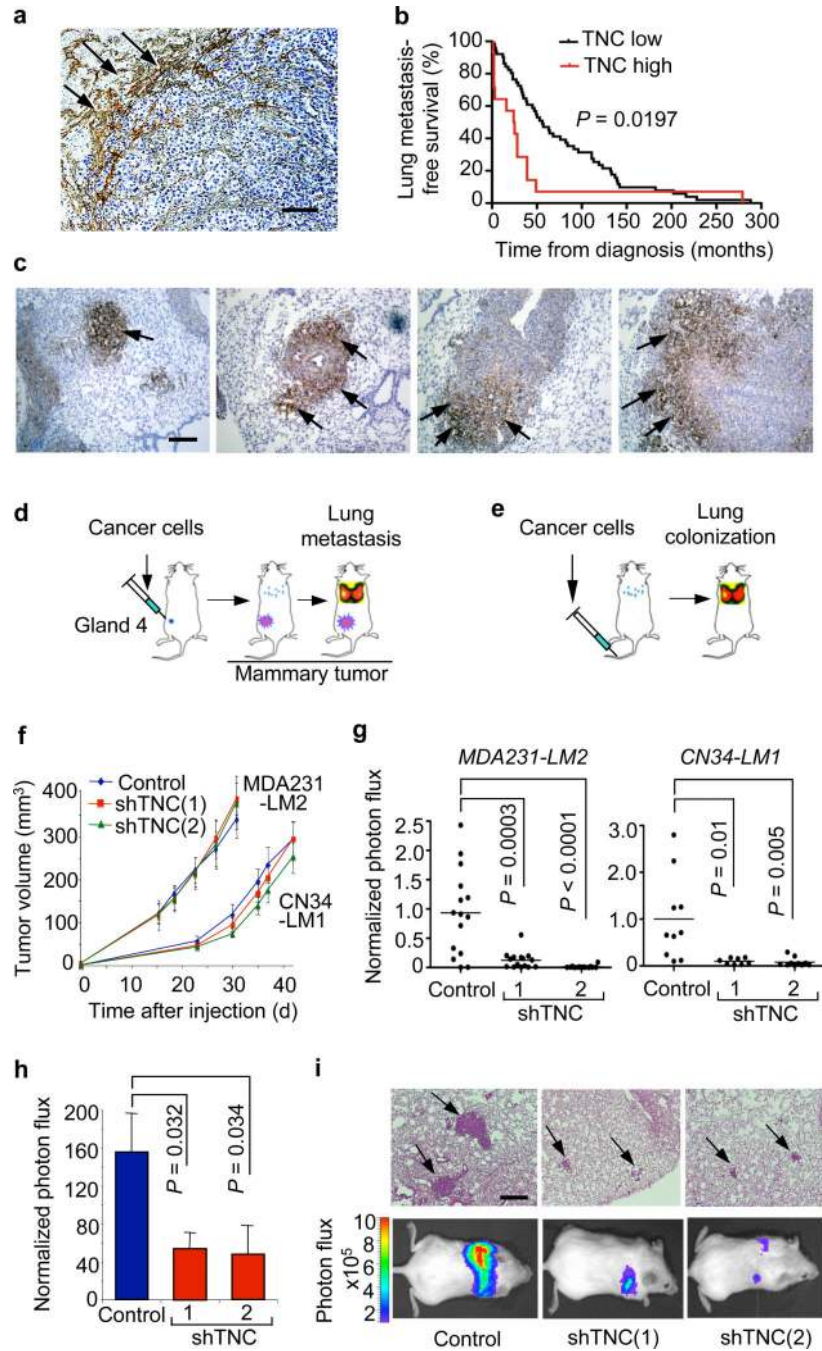 a
b
TNC low
TNC high
P = 0.0197
Lung metastasis-
free survival (%)
100
80
60
40
20
0
0 50 100 150 200 250 300
Time from diagnosis (months)
c
d
Cancer cells
Lung
metastasis
Gland 4
Mammary tumor
e
Cancer cells
Lung
colonization
f
Control
shTNC(1)
shTNC(2)
MDA231
-LM2
CN34
-LM1
Tumor volume (mm3)
400
300
200
100
0
0 10 20 30 40
Time after injection (d)
g
MDA231-LM2
P = 0.0003
P < 0.0001
Normalized photon flux
2.5
2.0
1.5
1.0
0.5
0
Control 1 2
shTNC
CN34-LM1
P = 0.01
P = 0.005
3.0
2.0
1.0
0
Control 1 2
shTNC
h
P = 0.032
P = 0.034
Normalized photon flux
200
160
120
80
40
0
Control 1 2
shTNC
i
Photon flux
x105
10
8
6
4
2
Control shTNC(1) shTNC(2)